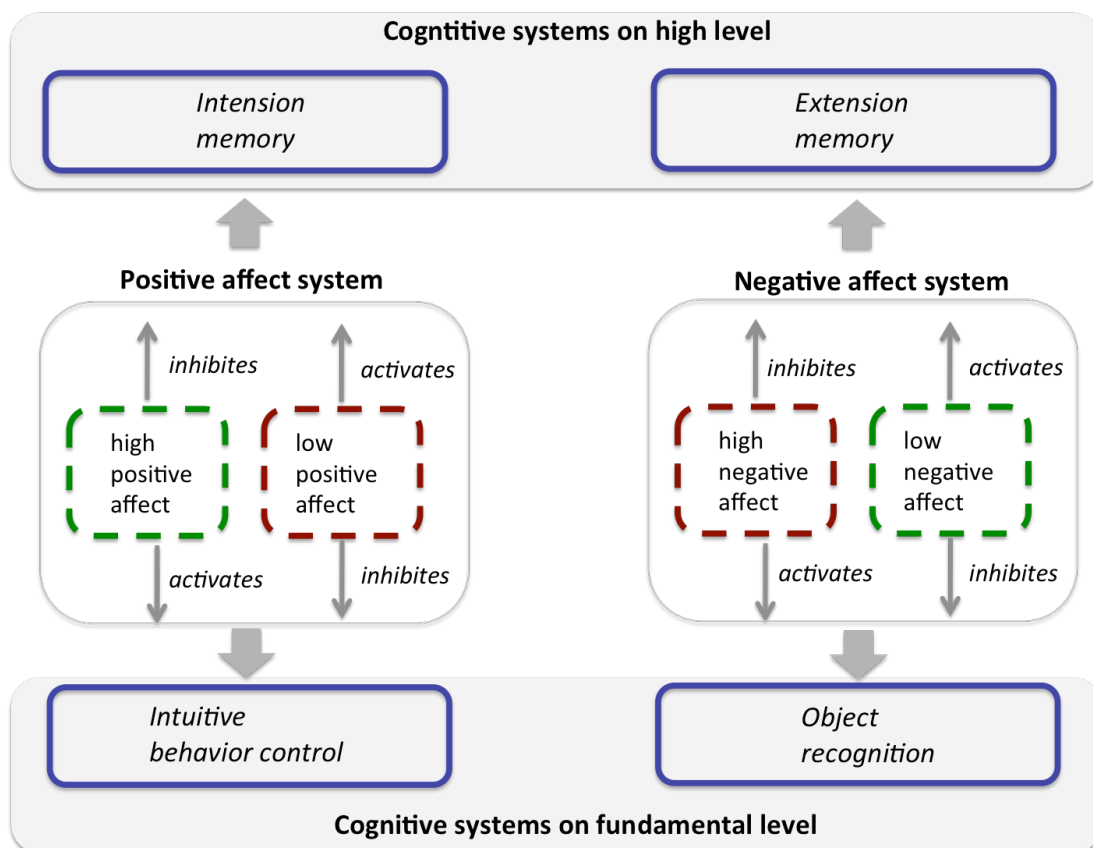 Cogntitive systems on high level
Intension
memory
Extension
memory
Positive affect system
Negative affect system
inhibites
activates
inhibites
activates
high
positive
affect
low
positive
affect
high
negative
affect
low
negative
affect
activates
inhibites
activates
inhibites
Intuitive
behavior control
Object
recognition
Cognitive systems on fundamental level